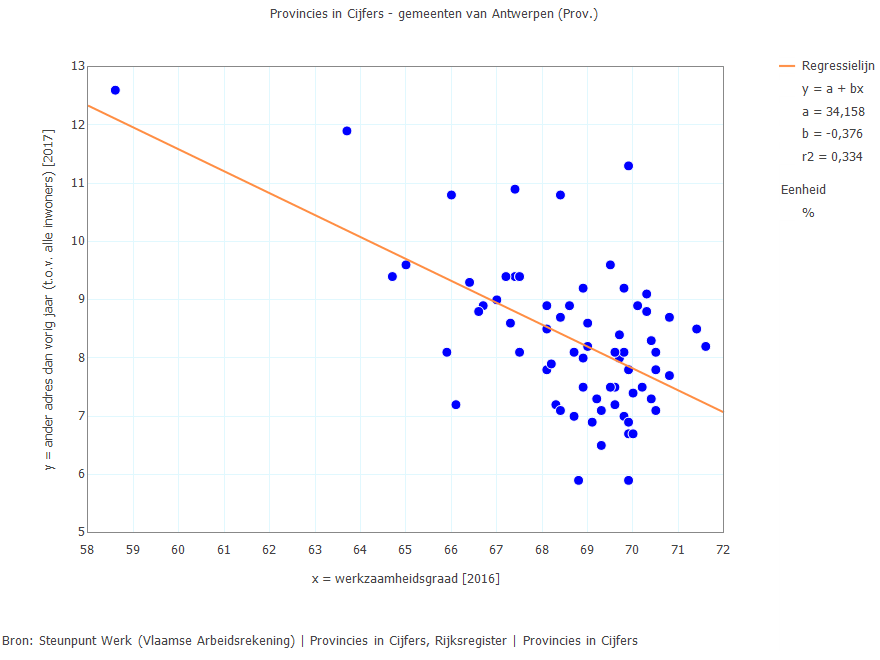 Provincies in Cijfers - gemeenten van Antwerpen (Prov.)
Regressielijn
y = a + bx
a = 34,158
b = -0,376
r2 = 0,334
Eenheid
%
y = ander adres dan vorig jaar (t.o.v. alle inwoners) [2017]
13
12
11
10
9
8
7
6
5
58 59 60 61 62 63 64 65 66 67 68 69 70 71 72
x = werkzaamheidsgraad [2016]
Bron: Steunpunt Werk (Vlaamse Arbeidsrekening) | Provincies in Cijfers, Rijksregister | Provincies in Cijfers